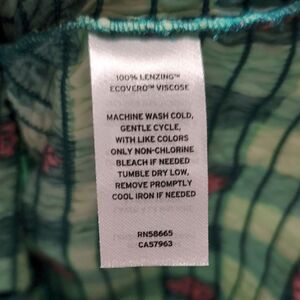 100% LENZING™
ECOVERO™ VISCOSE
MACHINE WASH COLD,
GENTLE CYCLE,
WITH LIKE COLORS
ONLY NON-CHLORINE
BLEACH IF NEEDED
TUMBLE DRY LOW,
REMOVE PROMPTLY
COOL IRON IF NEEDED
RN58665
CA57963